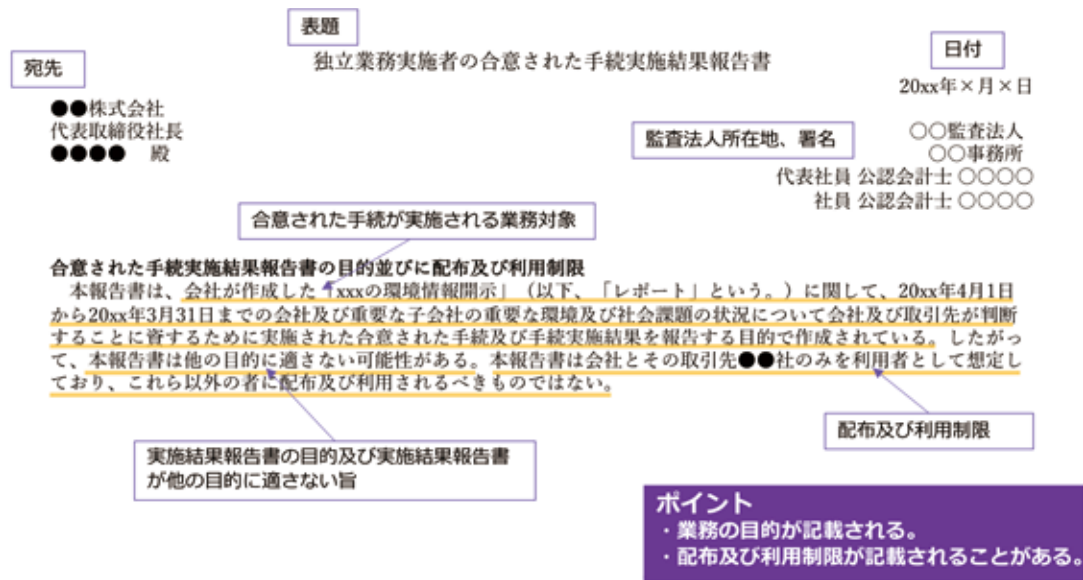 表題
独立業務実施者の合意された手続実施結果報告書
日付
宛先
20xx年×月×日
●●株式会社
代表取締役社長
●●●● 殿
監査法人所在地、署名
○○監査法人
○○事務所
代表社員 公認会計士 ○○○○
社員 公認会計士 ○○○○
合意された手続が実施される業務対象
合意された手続実施結果報告書の目的並びに配布及び利用制限
本報告書は、会社が作成した「xxxの環境情報開示」（以下、「レポート」という。）に関して、20xx年4月1日
から20xx年3月31日までの会社及び重要な子会社の重要な環境及び社会課題の状況について会社及び取引先が判断
することに資するために実施された合意された手続及び手続実施結果を報告する目的で作成されている。したがっ
て、本報告書は他の目的に適さない可能性がある。本報告書は会社とその取引先●●社のみを利用者として想定し
ており、これら以外の者に配布及び利用されるべきものではない。
配布及び利用制限
実施結果報告書の目的及び実施結果報告書
が他の目的に適さない旨
ポイント
・業務の目的が記載される。
・配布及び利用制限が記載されることがある。